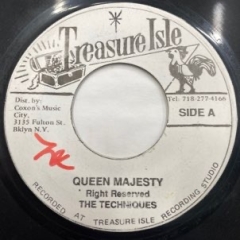 Treasure Isle
Dist. by:
Coxon's Music
City.
3135 Fulton St.
Bklyn N.Y.
Tel: 718-277-4166
SIDE A
QUEEN MAJESTY
Right Reserved
THE TECHNIQUES
RECORDED AT TREASURE ISLE RECORDING STUDIO